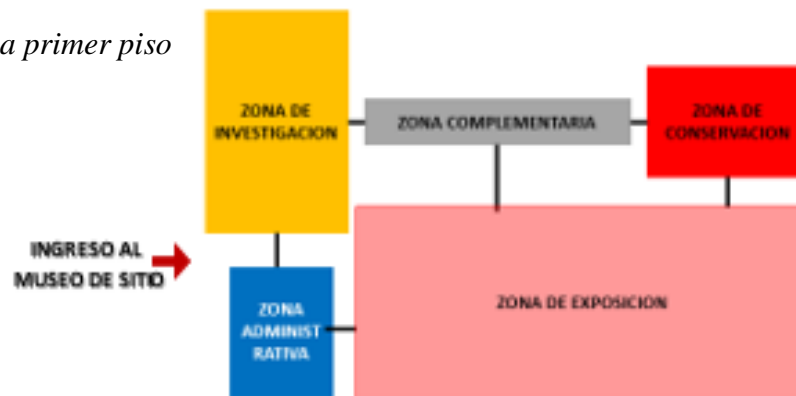 a primer piso
ZONA DE
INVESTIGACION
ZONA COMPLEMENTARIA
ZONA DE
CONSERVACION
INGRESO AL
MUSEO DE SITIO
ZONA
ADMINIST
RATIVA
ZONA DE EXPOSICION